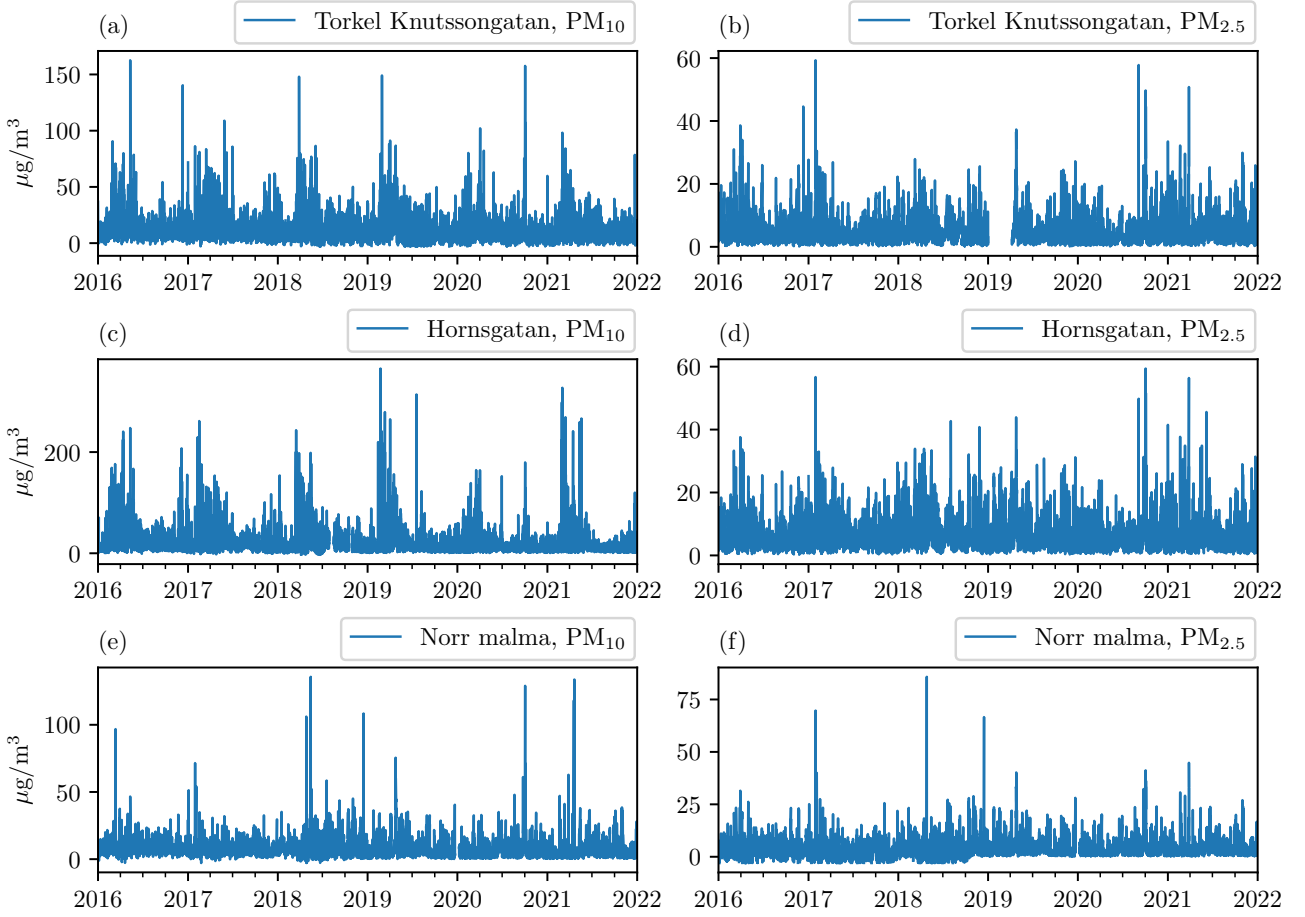 (a) Torkel Knutssongatan, PM₁₀
(b) Torkel Knutssongatan, PM₂.₅
150
100
50
0
μg/m³
2016 2017 2018 2019 2020 2021 2022
60
40
20
0
2016 2017 2018 2019 2020 2021 2022
(c) Hornsgatan, PM₁₀
(d) Hornsgatan, PM₂.₅
200
0
μg/m³
2016 2017 2018 2019 2020 2021 2022
60
40
20
0
2016 2017 2018 2019 2020 2021 2022
(e) Norr malma, PM₁₀
(f) Norr malma, PM₂.₅
100
50
0
μg/m³
2016 2017 2018 2019 2020 2021 2022
75
50
25
0
2016 2017 2018 2019 2020 2021 2022